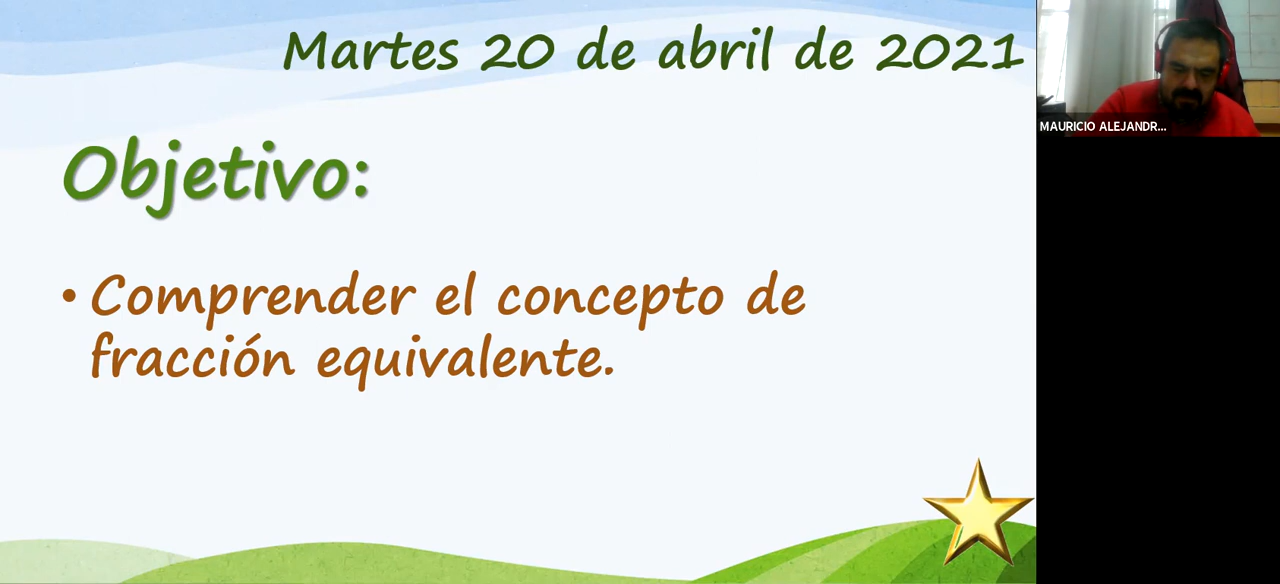 Martes 20 de abril de 2021
MAURICIO ALEJANDR...
Objetivo:
• Comprender el concepto de
fracción equivalente.